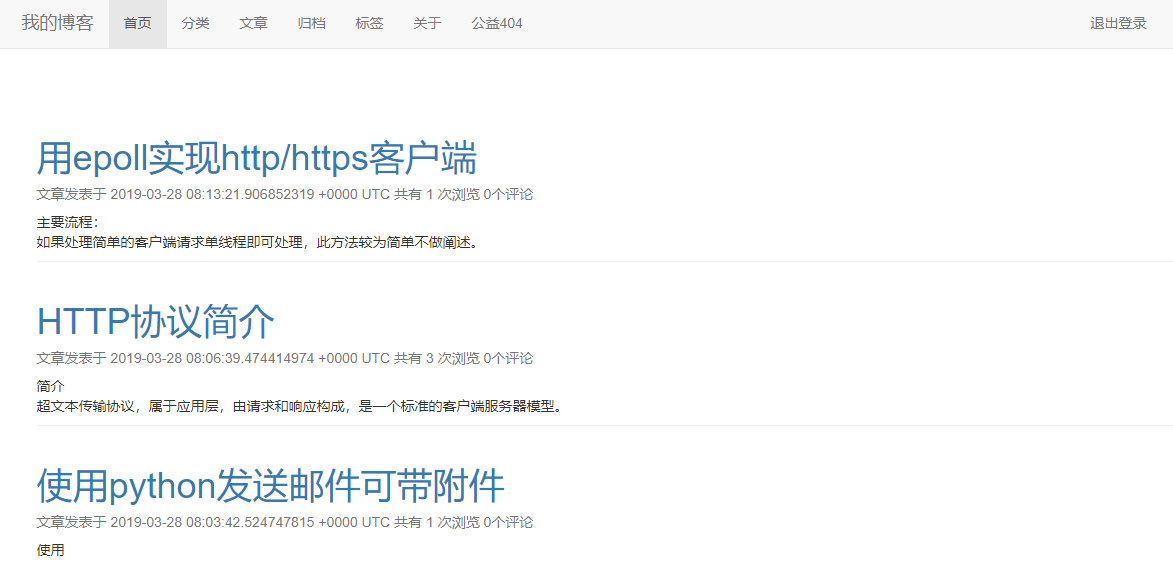 我的博客 首页 分类 文章 归档 标签 关于 公益404 退出登录
用epoll实现http/https客户端
文章发表于 2019-03-28 08:13:21.906852319 +0000 UTC 共有 1 次浏览 0个评论
主要流程：
如果处理简单的客户端请求单线程即可处理，此方法较为简单不做阐述。
HTTP协议简介
文章发表于 2019-03-28 08:06:39.474414974 +0000 UTC 共有 3 次浏览 0个评论
简介
超文本传输协议，属于应用层，由请求和响应构成，是一个标准的客户端服务器模型。
使用python发送邮件可带附件
文章发表于 2019-03-28 08:03:42.524747815 +0000 UTC 共有 1 次浏览 0个评论
使用